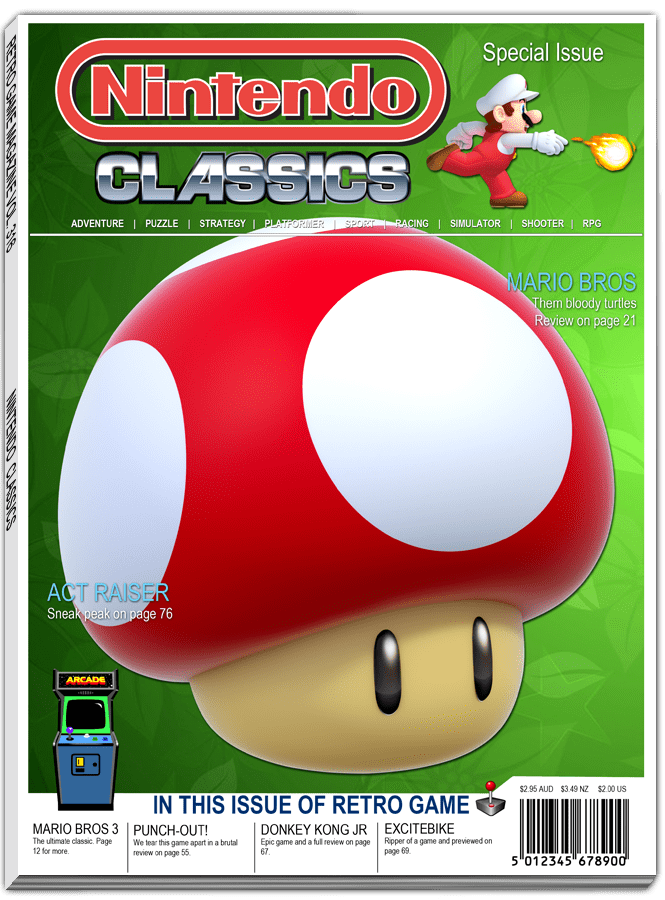 Nintendo
Special Issue
CLASSICS
ADVENTURE | PUZZLE | STRATEGY | PLATFORMER | SPORT | RACING | SIMULATOR | SHOOTER | RPG
MARIO BROS
Them bloody turtles
Review on page 21
ACT RAISER
Sneak peak on page 76
ARCADE
IN THIS ISSUE OF RETRO GAME
$2.95 AUD $3.49 NZ $2.00 US
MARIO BROS 3
The ultimate classic. Page
12 for more.
PUNCH-OUT!
We tear this game apart in a brutal
review on page 55.
DONKEY KONG JR
Epic game and a full review on page
67.
EXCITEBIKE
Ripper of a game and previewed on
page 69.
5 012345 678900
RETRO GAME MAGAZINE
NINTENDO CLASSICS